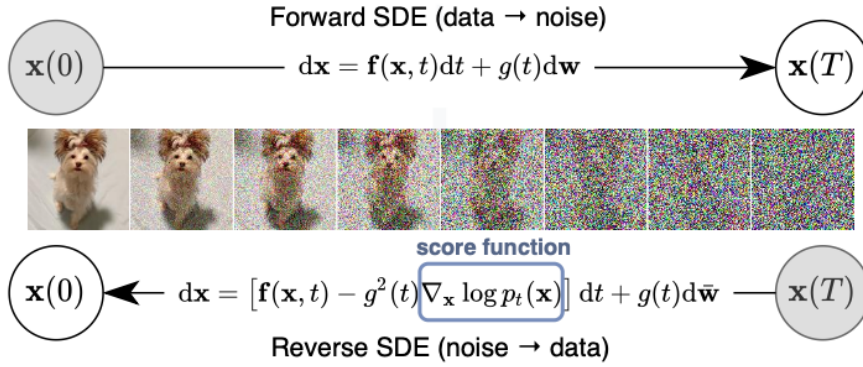 Forward SDE (data → noise)
x(0) dx = f(x, t)dt + g(t)dw x(T)
score function
x(0) dx = [f(x, t) − g²(t)∇ₓ log pₜ(x)] dt + g(t)dw̄ x(T)
Reverse SDE (noise → data)